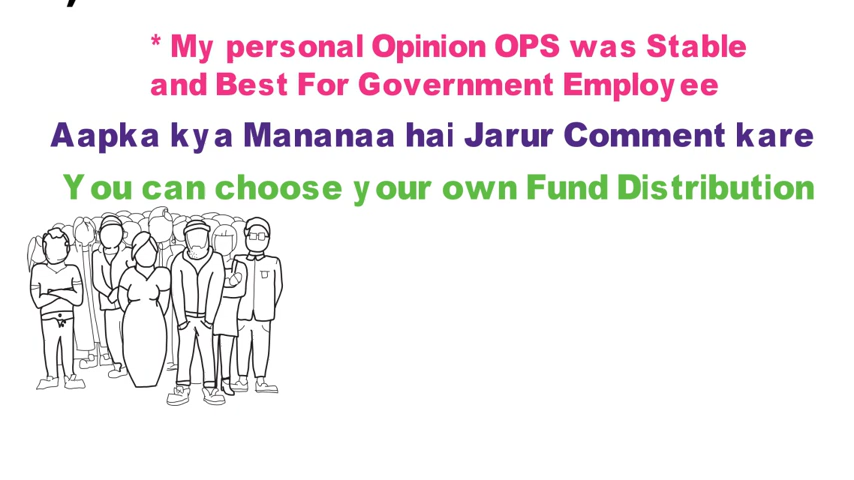 * My personal Opinion OPS was Stable
and Best For Government Employee
Aapka kya Mananaa hai Jarur Comment kare
You can choose your own Fund Distribution